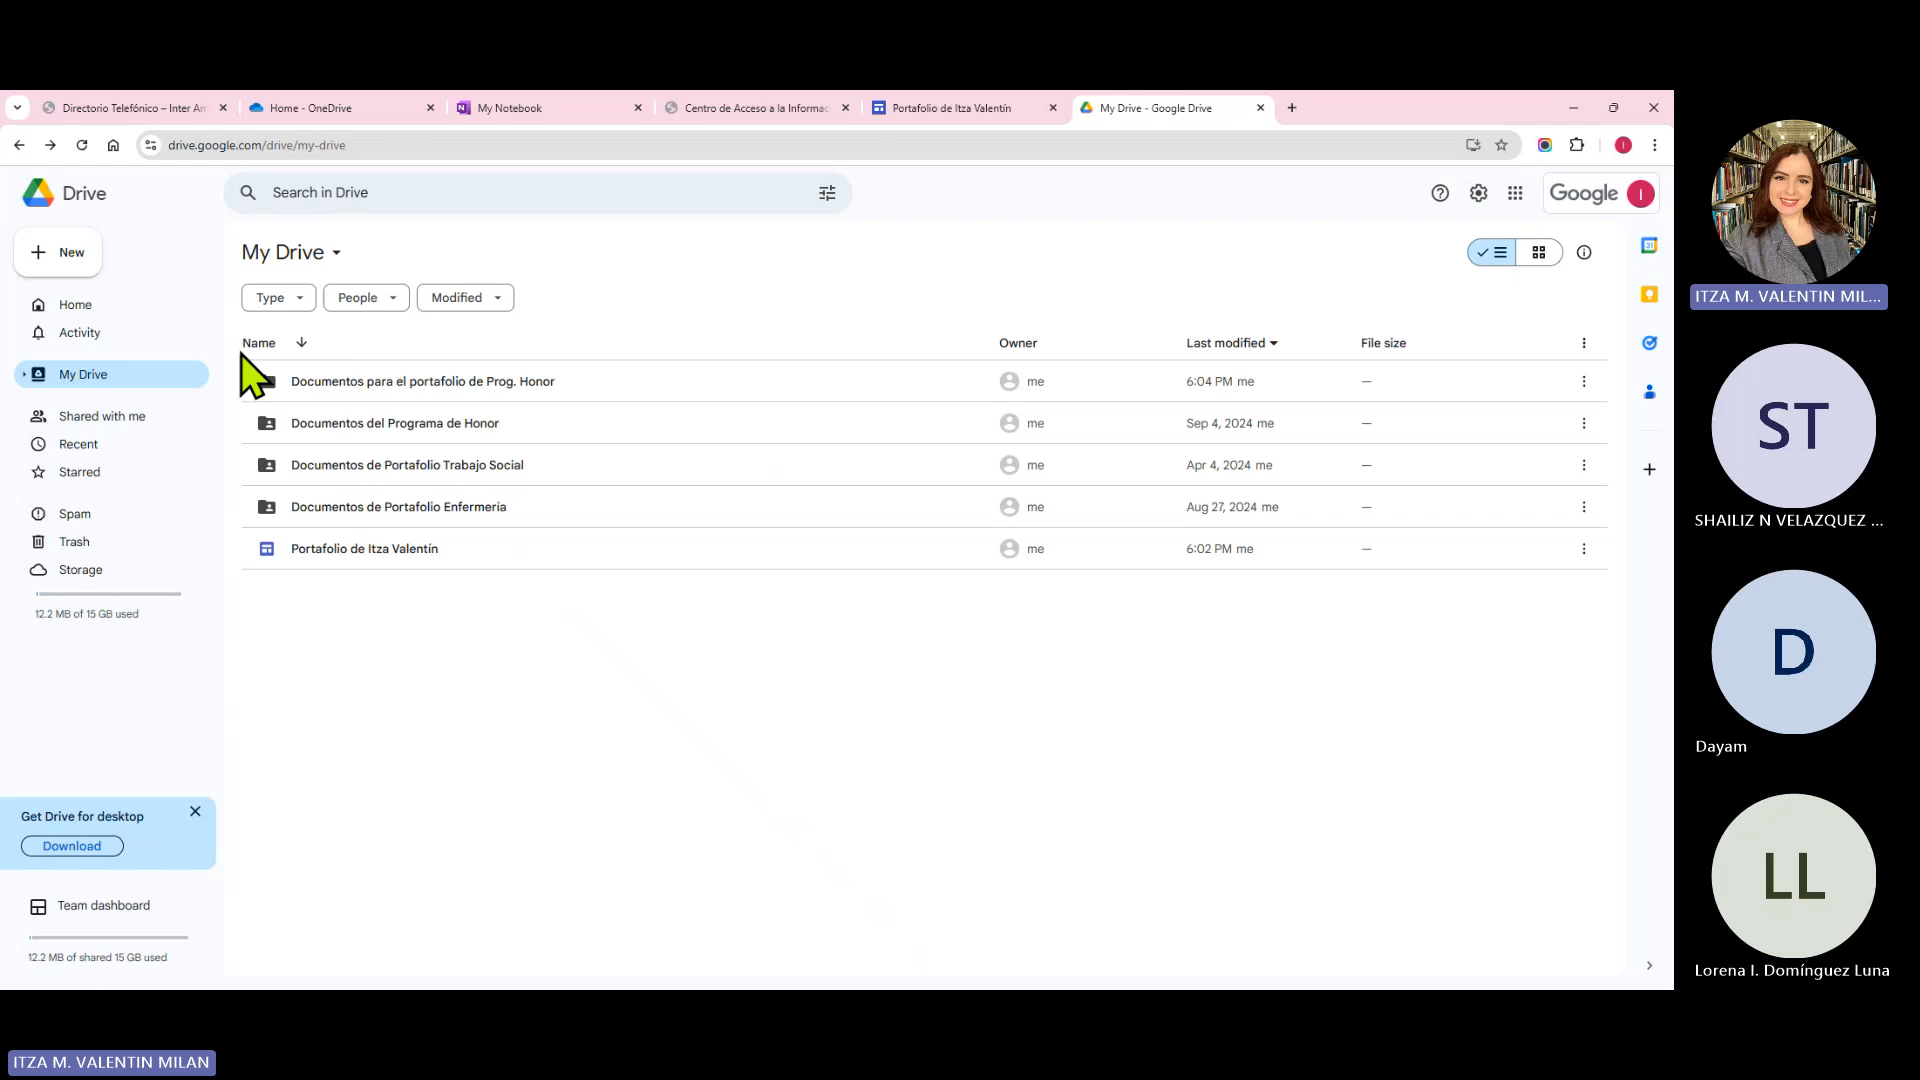 Directorio Telefónico – Inter Am
Home - OneDrive
My Notebook
Centro de Acceso a la Informac
Portafolio de Itza Valentín
My Drive - Google Drive
drive.google.com/drive/my-drive
Drive
Search in Drive
Google
I
New
My Drive
Type
People
Modified
Home
Activity
My Drive
Shared with me
Recent
Starred
Spam
Trash
Storage
12.2 MB of 15 GB used
Name
Owner
Last modified
File size
Documentos para el portafolio de Prog. Honor
me
6:04 PM me
—
Documentos del Programa de Honor
me
Sep 4, 2024 me
—
Documentos de Portafolio Trabajo Social
me
Apr 4, 2024 me
—
Documentos de Portafolio Enfermería
me
Aug 27, 2024 me
—
Portafolio de Itza Valentín
me
6:02 PM me
—
Get Drive for desktop
Download
Team dashboard
12.2 MB of shared 15 GB used
ITZA M. VALENTIN MIL...
ST
SHAILIZ N VELAZQUEZ ...
D
Dayam
LL
Lorena I. Domínguez Luna
ITZA M. VALENTIN MILAN